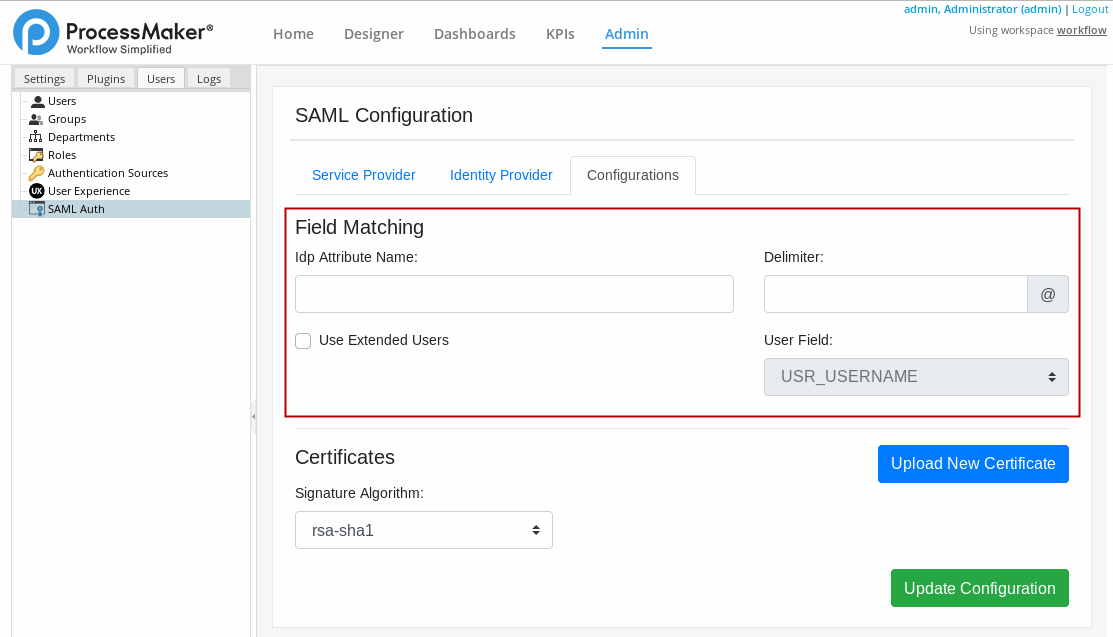 ProcessMaker®
Workflow Simplified
Home Designer Dashboards KPIs Admin
admin, Administrator (admin) | Logout
Using workspace workflow
Settings Plugins Users Logs
Users
Groups
Departments
Roles
Authentication Sources
UX User Experience
SAML Auth
SAML Configuration
Service Provider Identity Provider Configurations
Field Matching
Idp Attribute Name: Delimiter:
@
Use Extended Users User Field:
USR_USERNAME
Certificates Upload New Certificate
Signature Algorithm:
rsa-sha1
Update Configuration